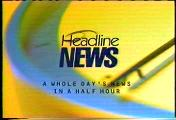 Headline
NEWS
A WHOLE DAY'S NEWS
IN A HALF HOUR